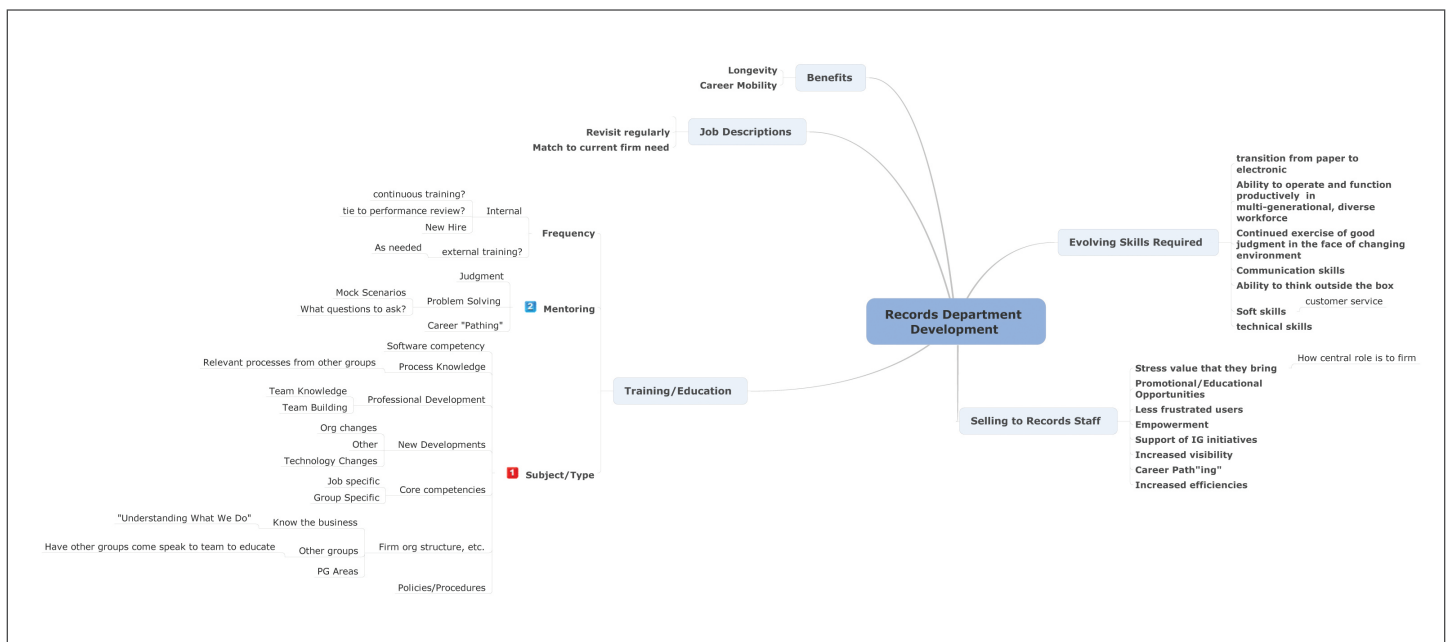 Records Department
Development
Benefits
Longevity
Career Mobility
Job Descriptions
Revisit regularly
Match to current firm need
Training/Education
Frequency
Internal
continuous training?
tie to performance review?
New Hire
external training?
As needed
2 Mentoring
Judgment
Problem Solving
Mock Scenarios
What questions to ask?
Career "Pathing"
1 Subject/Type
Software competency
Process Knowledge
Relevant processes from other groups
Professional Development
Team Knowledge
Team Building
New Developments
Org changes
Other
Technology Changes
Core competencies
Job specific
Group Specific
Firm org structure, etc.
Know the business
"Understanding What We Do"
Other groups
Have other groups come speak to team to educate
PG Areas
Policies/Procedures
Evolving Skills Required
transition from paper to
electronic
Ability to operate and function
productively in
multi-generational, diverse
workforce
Continued exercise of good
judgment in the face of changing
environment
Communication skills
Ability to think outside the box
Soft skills
customer service
technical skills
Selling to Records Staff
Stress value that they bring
How central role is to firm
Promotional/Educational
Opportunities
Less frustrated users
Empowerment
Support of IG initiatives
Increased visibility
Career Path"ing"
Increased efficiencies